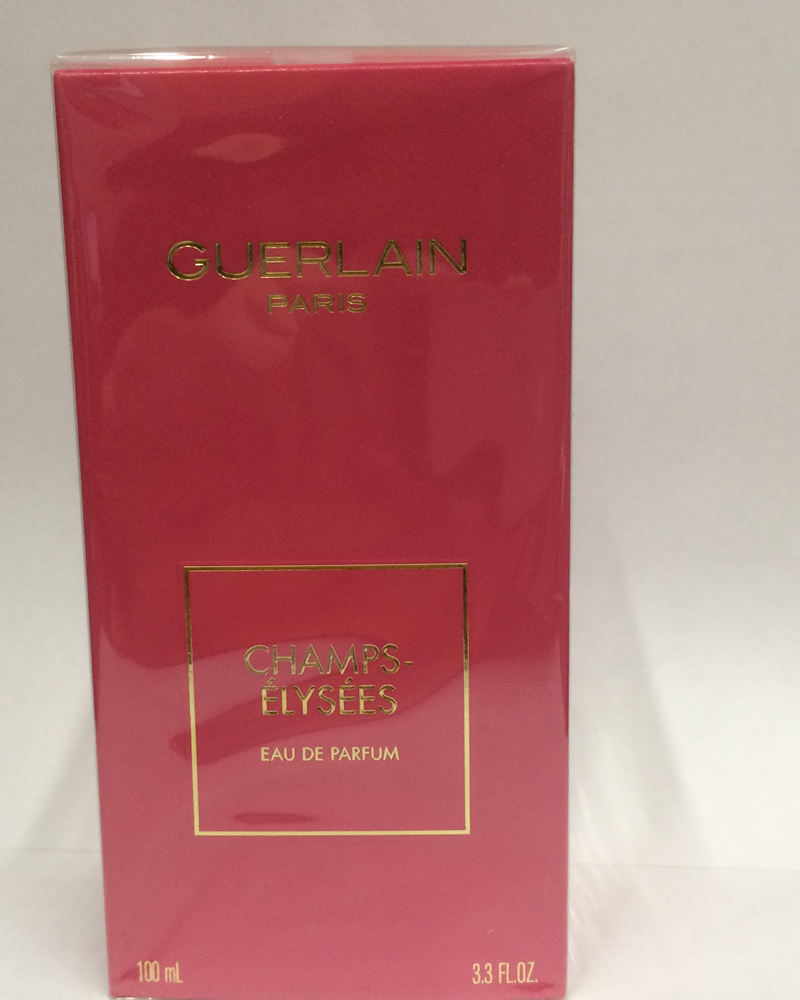 GUERLAIN
PARIS
CHAMPS-
ÉLYSÉES
EAU DE PARFUM
100 mL 3.3 FL.OZ.